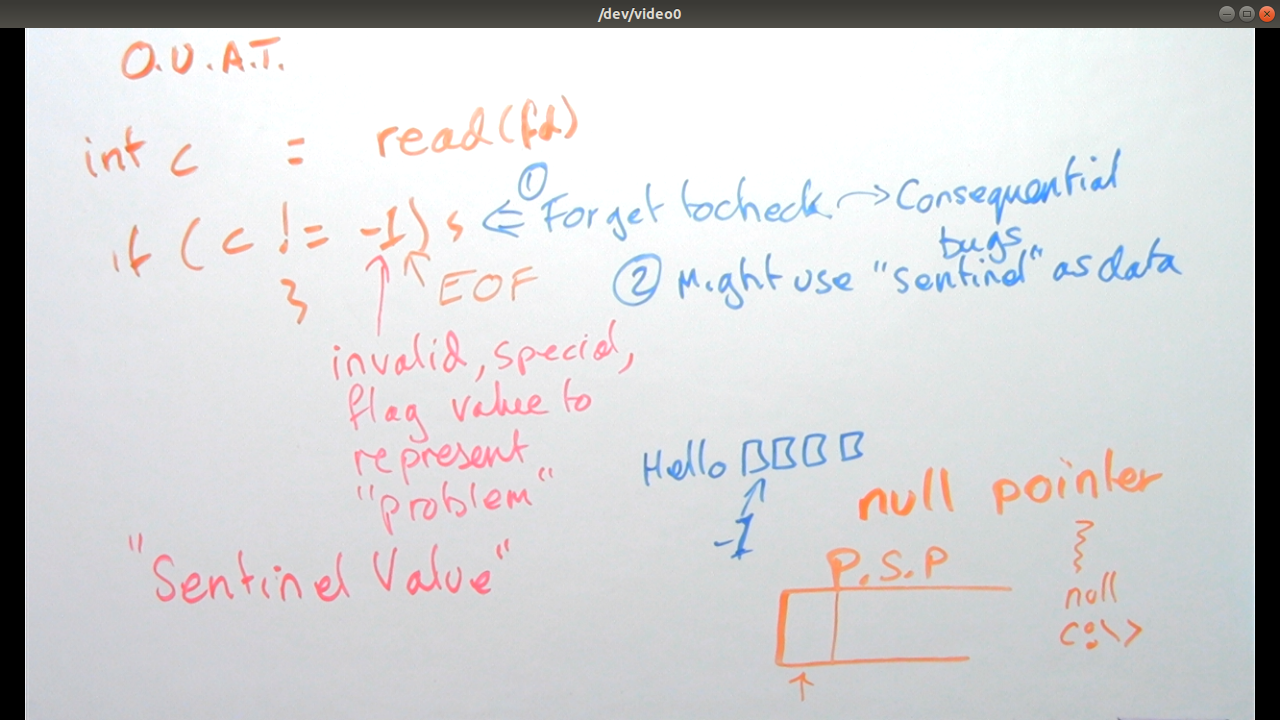 /dev/video0
O.U.A.T.
int c = read(fd)
if ( c != -1) {
}
EOF
① Forget to check → Consequential
bugs
② Might use "sentinel" as data
invalid, special,
flag value to
represent
"problem"
"Sentinel Value"
Hello
-1
null pointer
P.S.P
null
C:\>